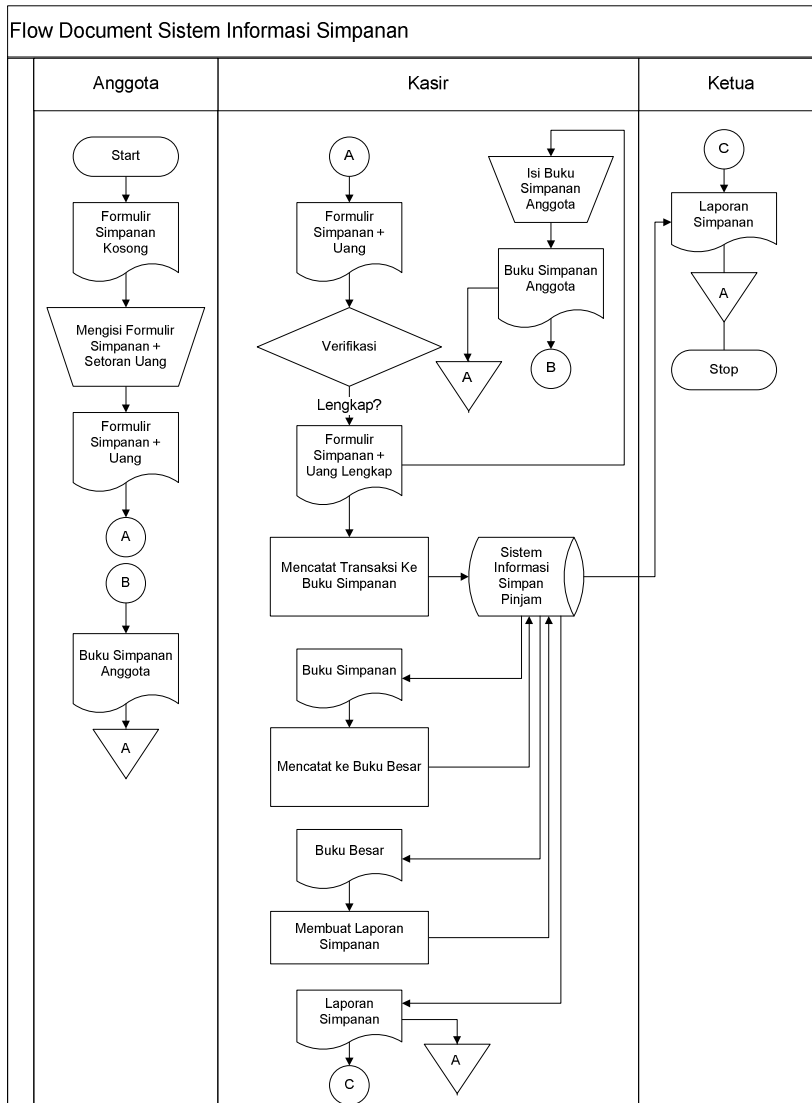 Flow Document Sistem Informasi Simpanan
Anggota
Kasir
Ketua
Start
Formulir
Simpanan
Kosong
Mengisi Formulir
Simpanan +
Setoran Uang
Formulir
Simpanan +
Uang
A
B
Buku Simpanan
Anggota
A
A
Formulir
Simpanan +
Uang
Verifikasi
Lengkap?
Formulir
Simpanan +
Uang Lengkap
Mencatat Transaksi Ke
Buku Simpanan
Isi Buku
Simpanan
Anggota
Buku Simpanan
Anggota
A
B
Sistem
Informasi
Simpan
Pinjam
Buku Simpanan
Mencatat ke Buku Besar
Buku Besar
Membuat Laporan
Simpanan
Laporan
Simpanan
A
C
C
Laporan
Simpanan
A
Stop